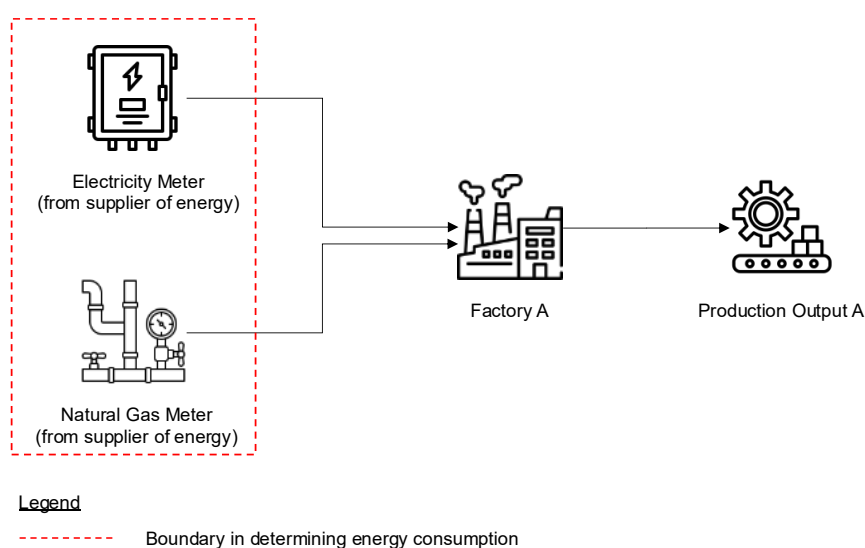 Electricity Meter
(from supplier of energy)
Factory A
Production Output A
Natural Gas Meter
(from supplier of energy)
Legend
Boundary in determining energy consumption